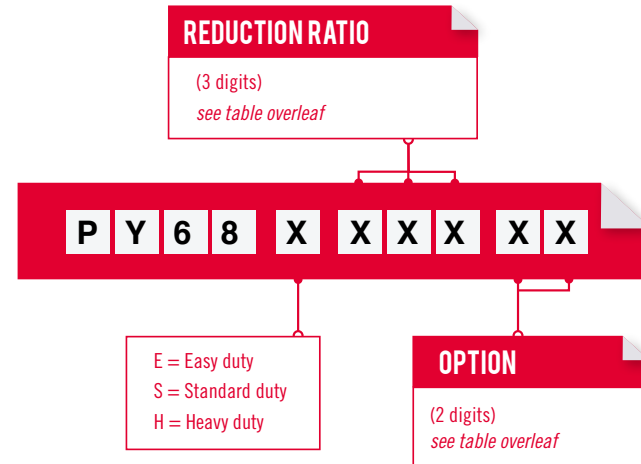 REDUCTION RATIO
(3 digits)
see table overleaf
P Y 6 8 X X X X X X
E = Easy duty
S = Standard duty
H = Heavy duty
OPTION
(2 digits)
see table overleaf